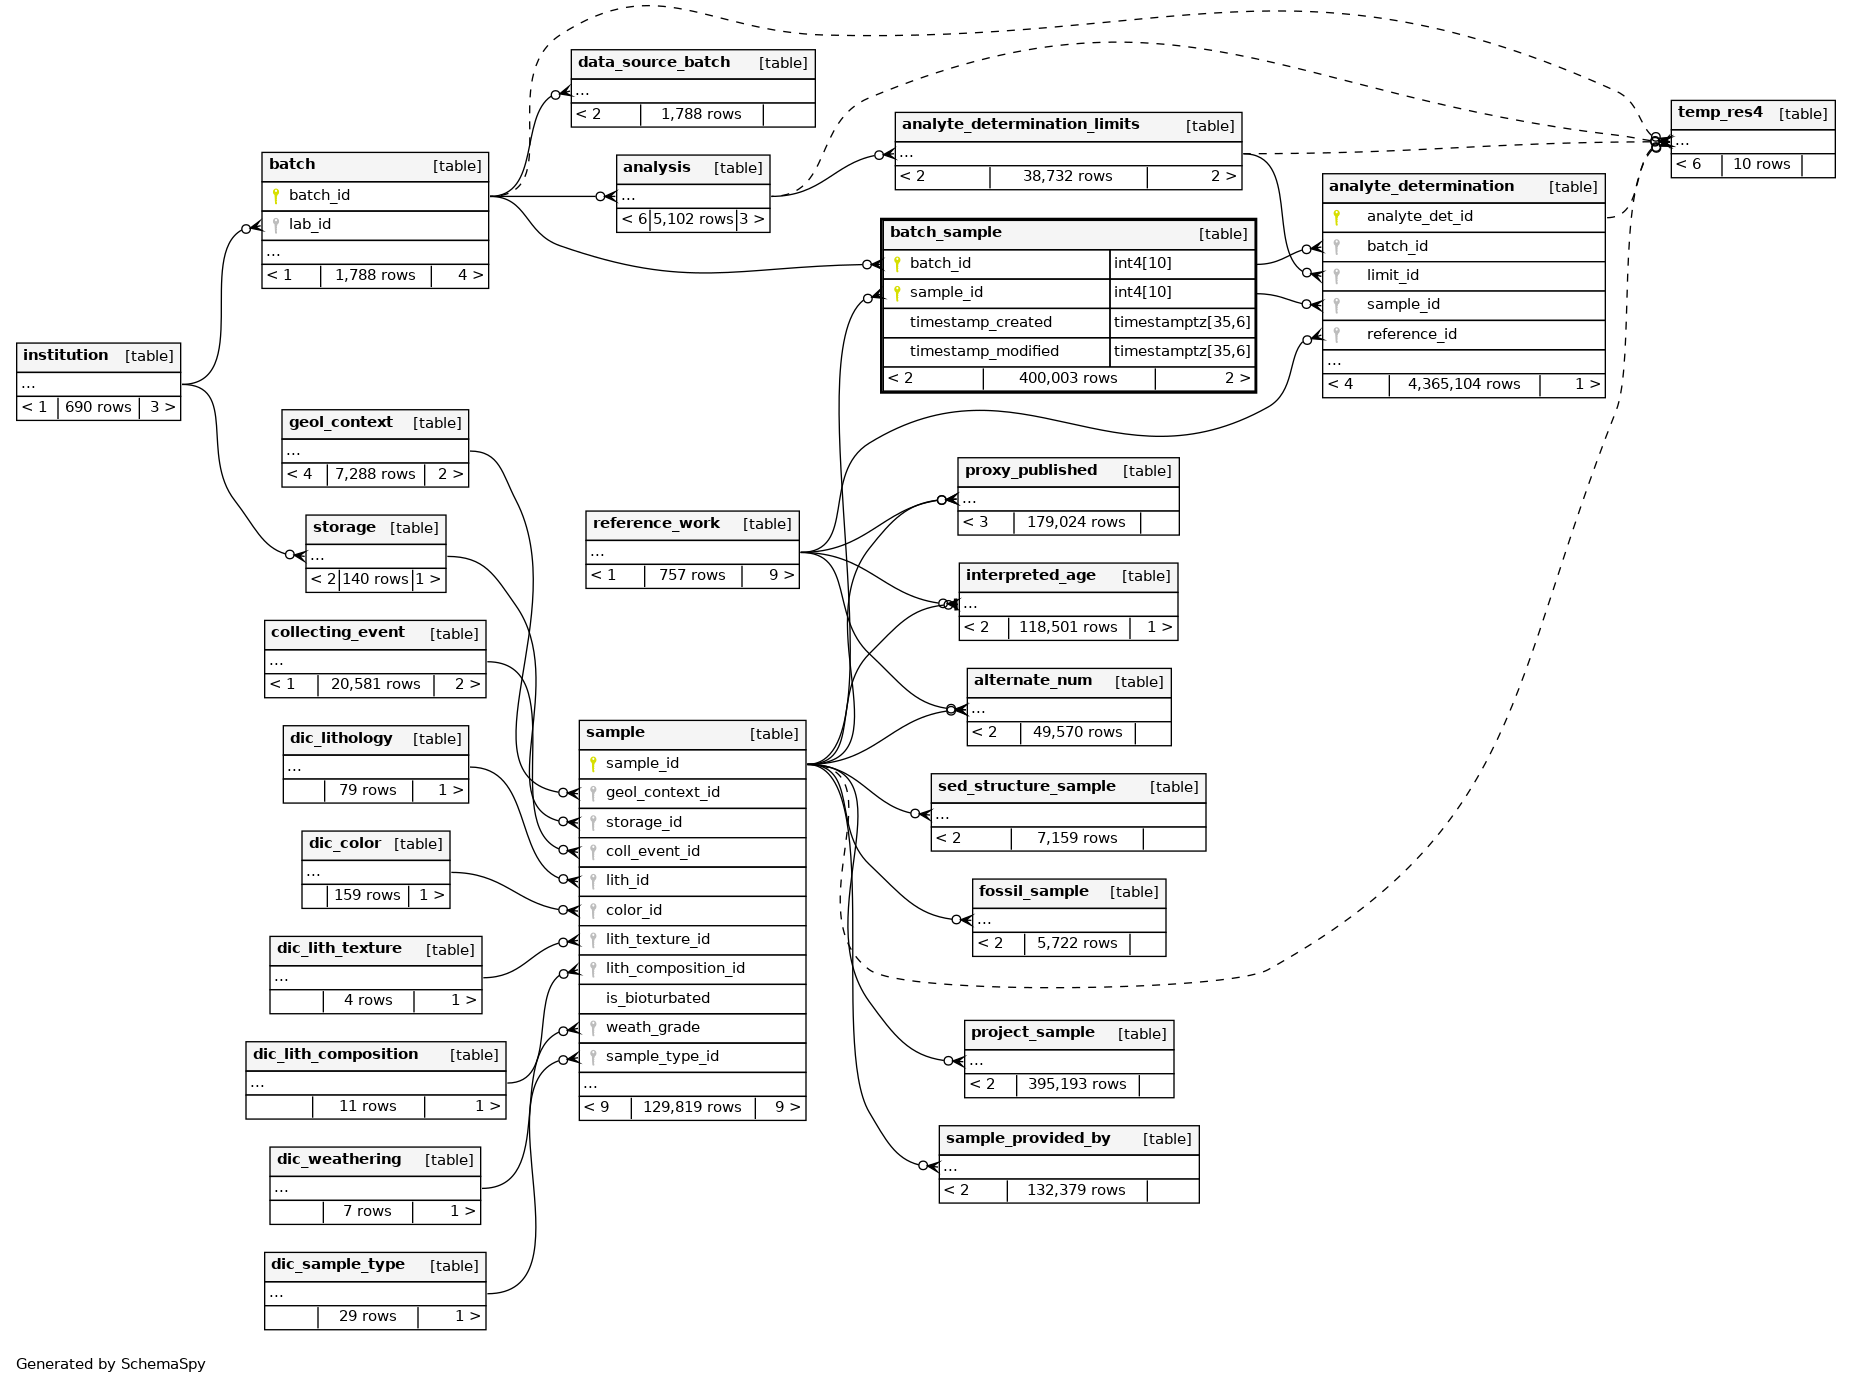 data_source_batch [table]
...
< 2 1,788 rows
batch [table]
batch_id
lab_id
...
< 1 1,788 rows 4 >
analysis [table]
...
< 6 5,102 rows 3 >
analyte_determination_limits [table]
...
< 2 38,732 rows 2 >
temp_res4 [table]
...
< 6 10 rows
batch_sample [table]
batch_id int4[10]
sample_id int4[10]
timestamp_created timestamptz[35,6]
timestamp_modified timestamptz[35,6]
< 2 400,003 rows 2 >
analyte_determination [table]
analyte_det_id
batch_id
limit_id
sample_id
reference_id
...
< 4 4,365,104 rows 1 >
institution [table]
...
< 1 690 rows 3 >
geol_context [table]
...
< 4 7,288 rows 2 >
storage [table]
...
< 2 140 rows 1 >
collecting_event [table]
...
< 1 20,581 rows 2 >
dic_lithology [table]
...
79 rows 1 >
dic_color [table]
...
159 rows 1 >
dic_lith_texture [table]
...
4 rows 1 >
dic_lith_composition [table]
...
11 rows 1 >
dic_weathering [table]
...
7 rows 1 >
dic_sample_type [table]
...
29 rows 1 >
reference_work [table]
...
< 1 757 rows 9 >
sample [table]
sample_id
geol_context_id
storage_id
coll_event_id
lith_id
color_id
lith_texture_id
lith_composition_id
is_bioturbated
weath_grade
sample_type_id
...
< 9 129,819 rows 9 >
proxy_published [table]
...
< 3 179,024 rows
interpreted_age [table]
...
< 2 118,501 rows 1 >
alternate_num [table]
...
< 2 49,570 rows
sed_structure_sample [table]
...
< 2 7,159 rows
fossil_sample [table]
...
< 2 5,722 rows
project_sample [table]
...
< 2 395,193 rows
sample_provided_by [table]
...
< 2 132,379 rows
Generated by SchemaSpy